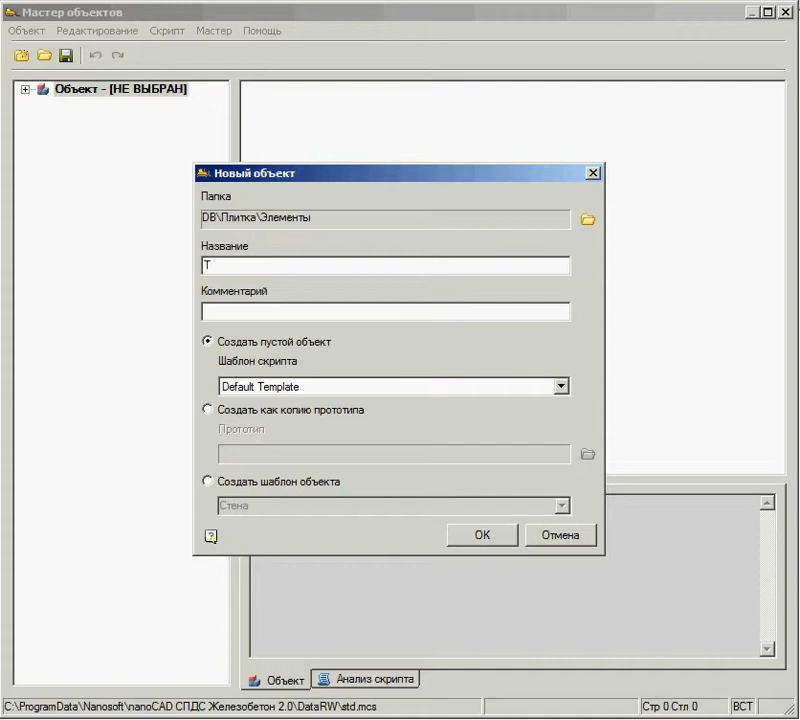 Мастер объектов
Объект Редактирование Скрипт Мастер Помощь
Объект - [НЕ ВЫБРАН]
Новый объект
Папка
DB\Плитка\Элементы
Название
Т
Комментарий
Создать пустой объект
Шаблон скрипта
Default Template
Создать как копию прототипа
Прототип
Создать шаблон объекта
Стена
OK Отмена
Объект Анализ скрипта
C:\ProgramData\Nanosoft\nanoCAD СПДС Железобетон 2.0\DataRW\std.mcs Стр 0 Стл 0 ВСТ